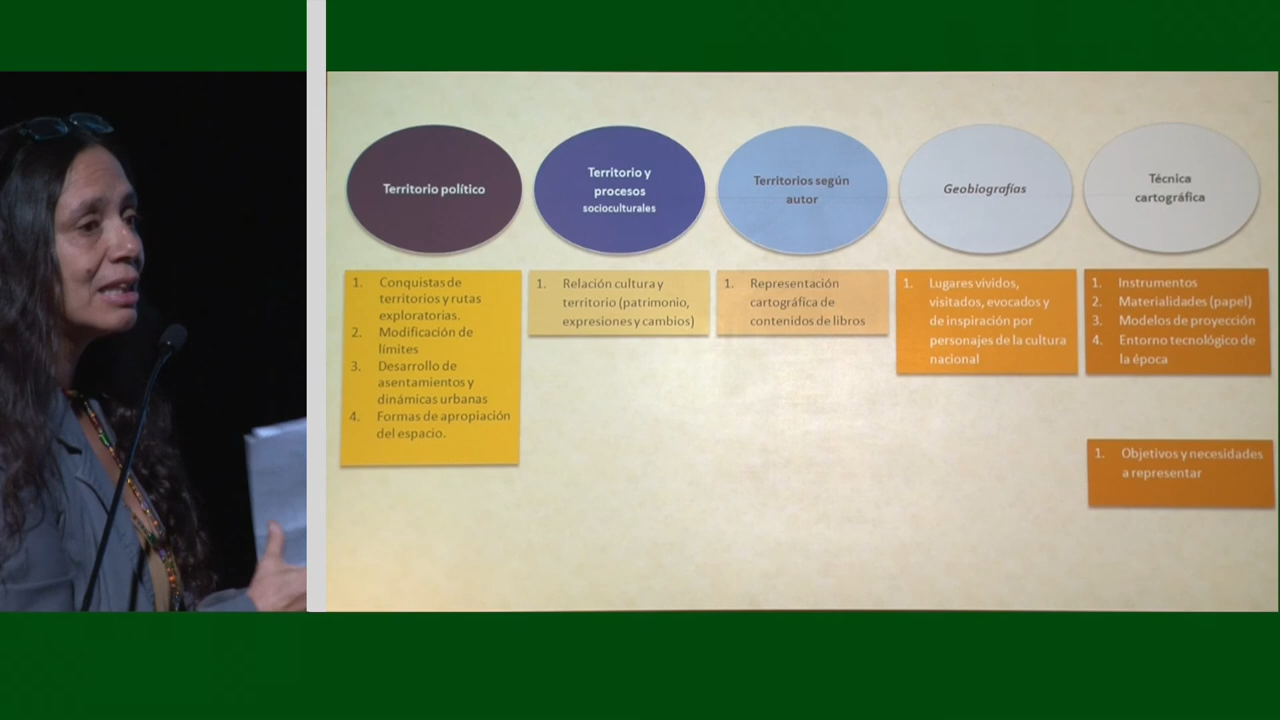 Territorio político
Territorio y
procesos
socioculturales
Territorios según
autor
Geobiografías
Técnica
cartográfica
1. Conquistas de
territorios y rutas
exploratorias.
2. Modificación de
límites
3. Desarrollo de
asentamientos y
dinámicas urbanas
4. Formas de apropiación
del espacio.
1. Relación cultura y
territorio (patrimonio,
expresiones y cambios)
1. Representación
cartográfica de
contenidos de libros
1. Lugares vividos,
visitados, evocados y
de inspiración por
personajes de la cultura
nacional
1. Instrumentos
2. Materialidades (papel)
3. Modelos de proyección
4. Entorno tecnológico de
la época
1. Objetivos y necesidades
a representar